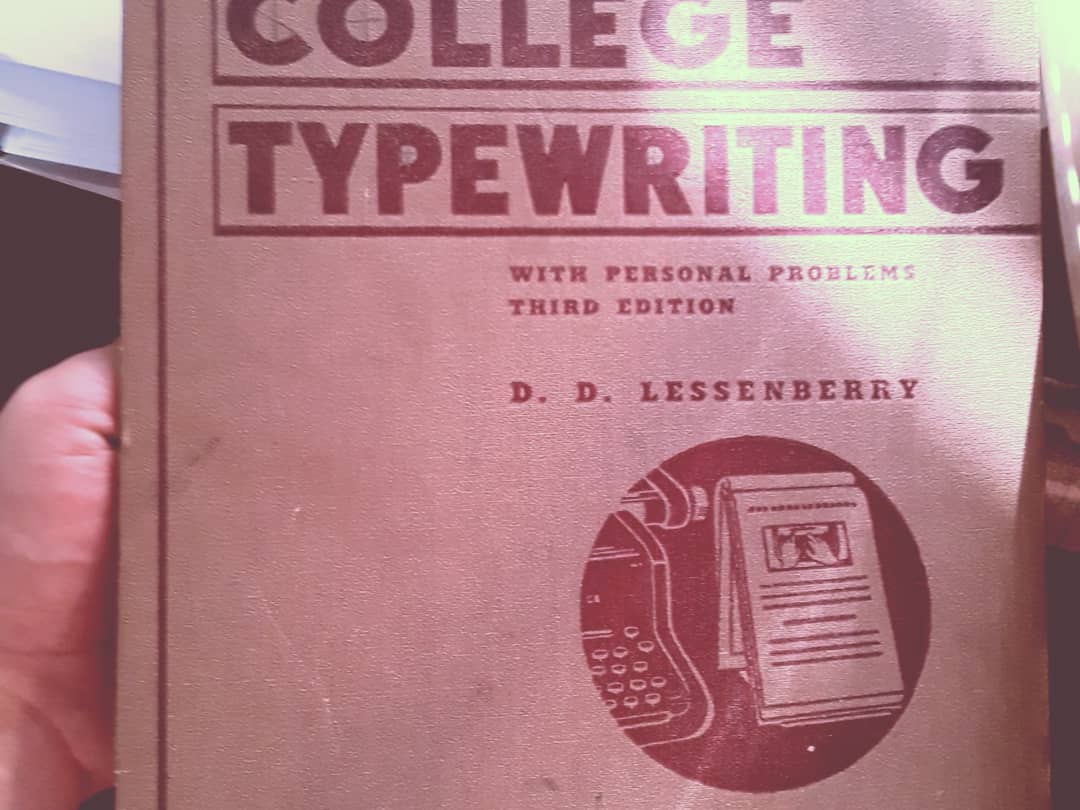 COLLEGE
TYPEWRITING
WITH PERSONAL PROBLEMS
THIRD EDITION
D. D. LESSENBERRY